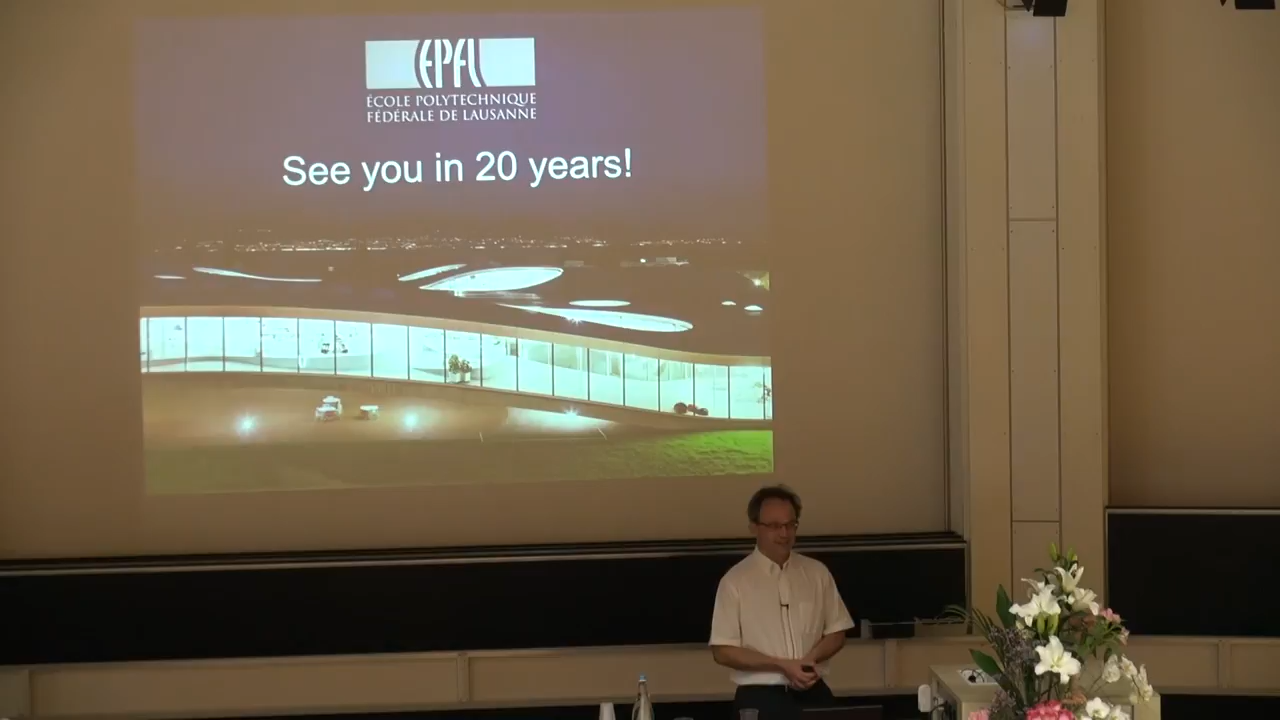 EPFL
ÉCOLE POLYTECHNIQUE
FÉDÉRALE DE LAUSANNE
See you in 20 years!